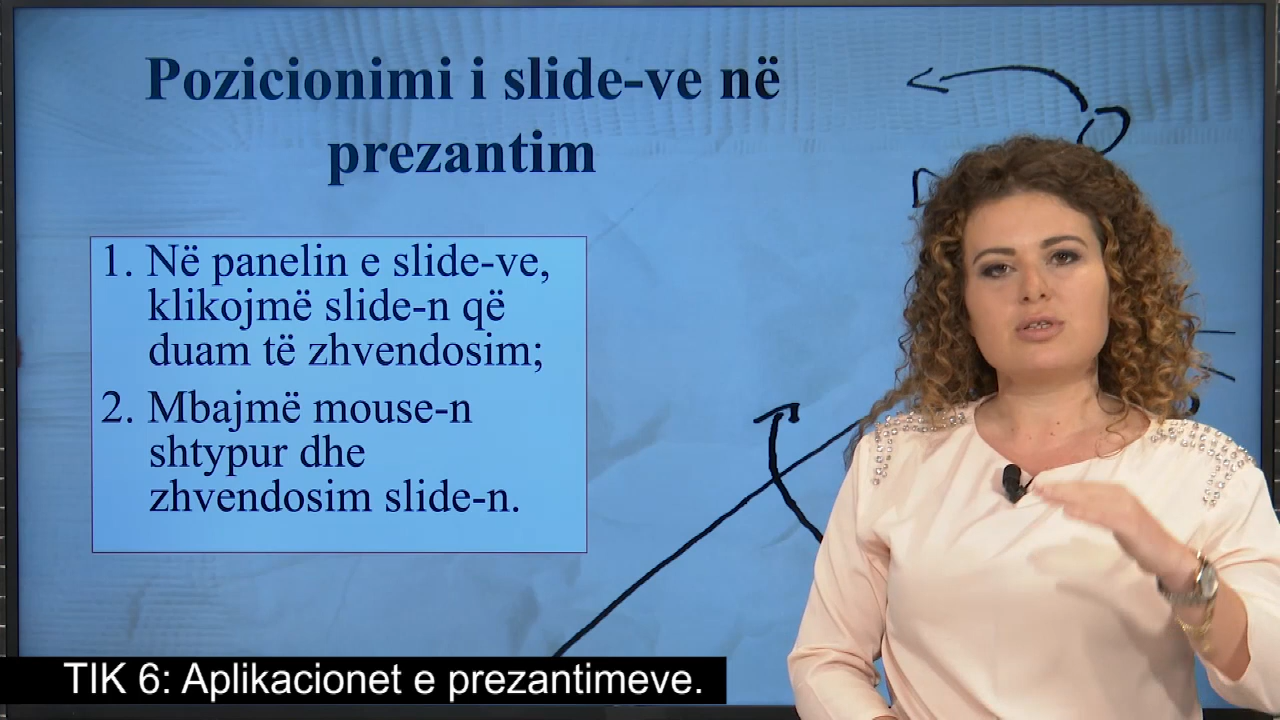 Pozicionimi i slide-ve në
prezantim
1. Në panelin e slide-ve,
klikojmë slide-n që
duam të zhvendosim;
2. Mbajmë mouse-n
shtypur dhe
zhvendosim slide-n.
TIK 6: Aplikacionet e prezantimeve.